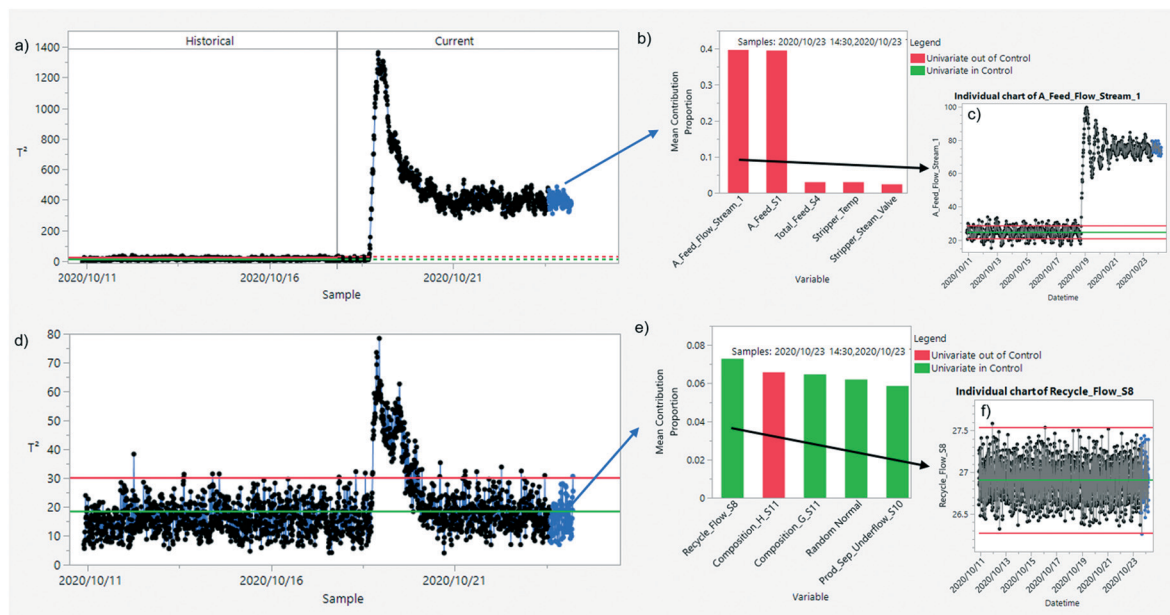 a)
Historical
Current
1400
1200
1000
800
600
400
200
0
T²
2020/10/11
2020/10/16
2020/10/21
Sample
b)
Samples: 2020/10/23 14:30,2020/10/23
0.4
0.3
0.2
0.1
0
Mean Contribution
Proportion
A_Feed_Flow_Stream_1
A_Feed_S1
Total_Feed_S4
Stripper_Temp
Stripper_Steam_Valve
Variable
Legend
Univariate out of Control
Univariate in Control
Individual chart of A_Feed_Flow_Stream_1
c)
100
80
60
40
20
A_Feed_Flow_Stream_1
2020/10/11
2020/10/13
2020/10/15
2020/10/17
2020/10/19
2020/10/21
2020/10/23
Datetime
d)
80
70
60
50
40
30
20
10
0
T²
2020/10/11
2020/10/16
2020/10/21
Sample
e)
Samples: 2020/10/23 14:30,2020/10/23
0.08
0.06
0.04
0.02
0
Mean Contribution
Proportion
Recycle_Flow_S8
Composition_H_S11
Composition_G_S11
Random Normal
Prod_Sep_Underflow_S10
Variable
Legend
Univariate out of Control
Univariate in Control
Individual chart of Recycle_Flow_S8
f)
27.5
27
26.5
Recycle_Flow_S8
2020/10/11
2020/10/13
2020/10/15
2020/10/17
2020/10/19
2020/10/21
2020/10/23
Datetime